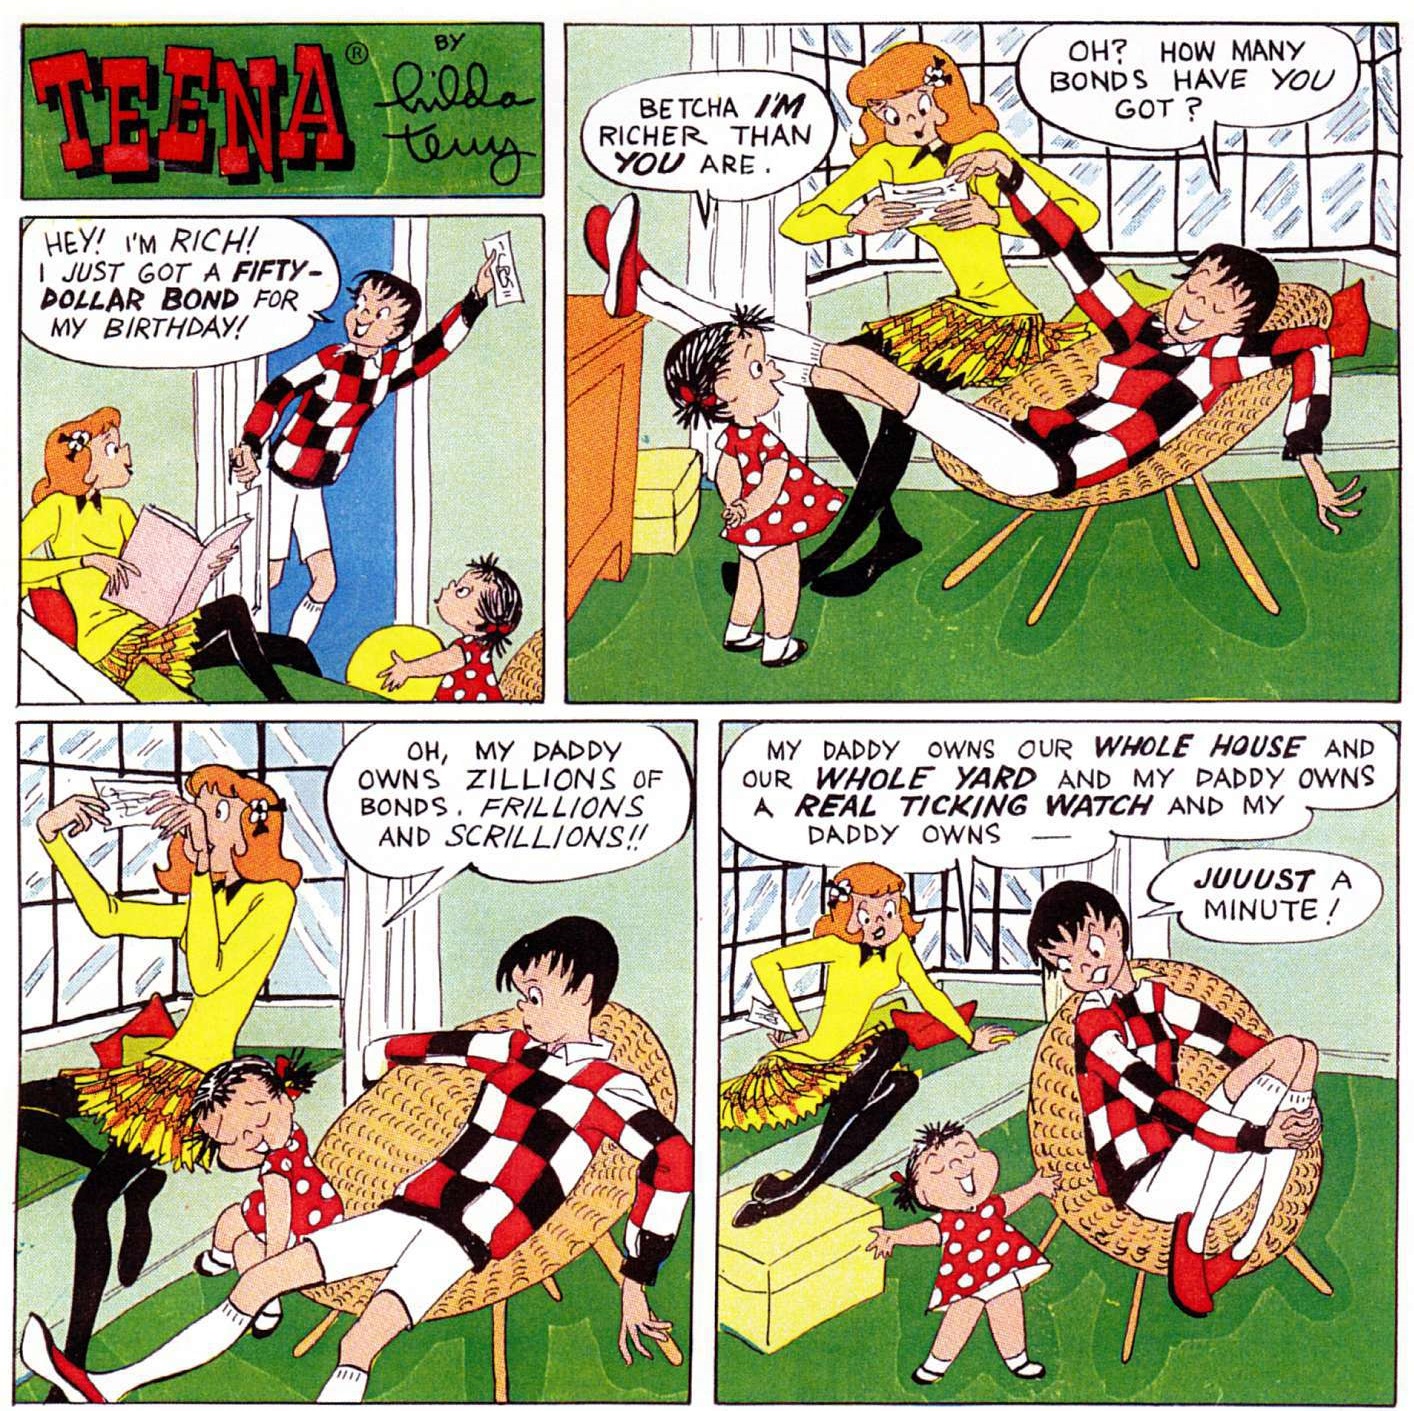 TEENA®
BY
hilda
terry
HEY! I'M RICH!
I JUST GOT A FIFTY-
DOLLAR BOND FOR
MY BIRTHDAY!
BETCHA I'M
RICHER THAN
YOU ARE.
OH? HOW MANY
BONDS HAVE YOU
GOT?
OH, MY DADDY
OWNS ZILLIONS OF
BONDS. FRILLIONS
AND SCRILLIONS!!
MY DADDY OWNS OUR WHOLE HOUSE AND
OUR WHOLE YARD AND MY DADDY OWNS
A REAL TICKING WATCH AND MY
DADDY OWNS —
JUUUST A
MINUTE!